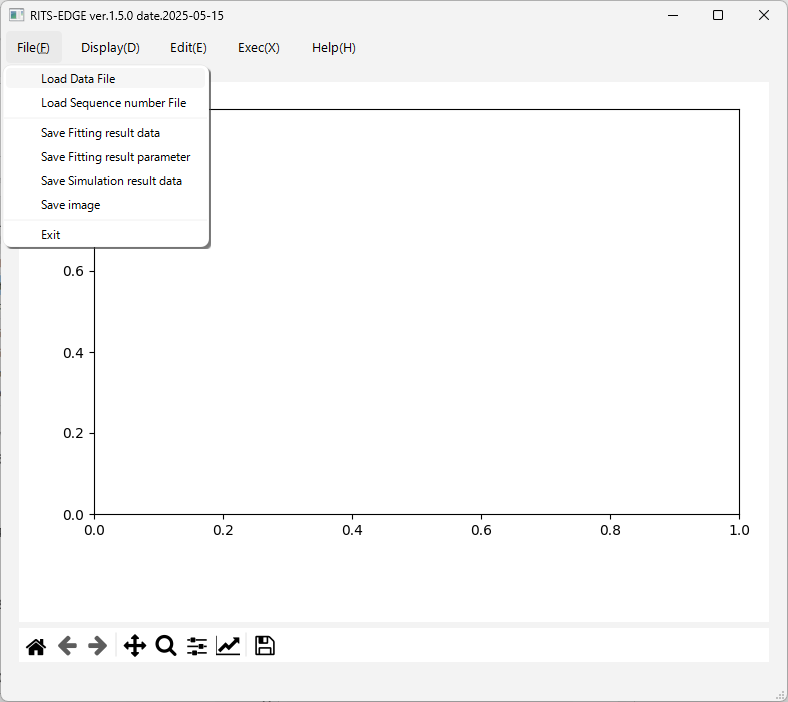 RITS-EDGE ver.1.5.0 date.2025-05-15
File(F) Display(D) Edit(E) Exec(X) Help(H)
Load Data File
Load Sequence number File
Save Fitting result data
Save Fitting result parameter
Save Simulation result data
Save image
Exit
0.6
0.4
0.2
0.0
0.0 0.2 0.4 0.6 0.8 1.0